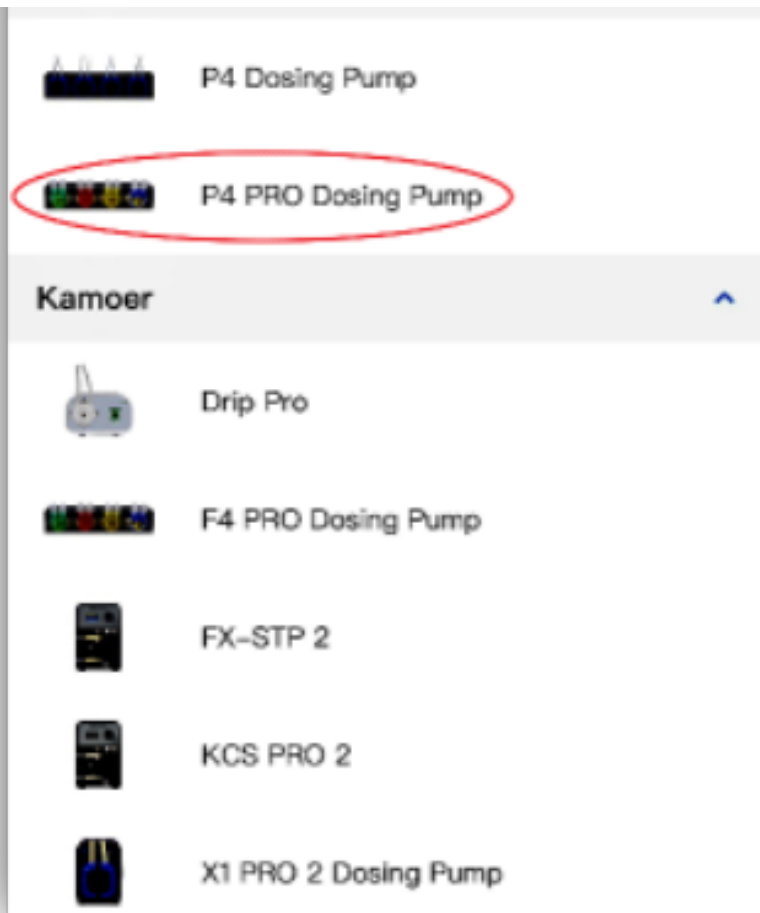 P4 Dosing Pump
P4 PRO Dosing Pump
Kamoer
Drip Pro
F4 PRO Dosing Pump
FX-STP 2
KCS PRO 2
X1 PRO 2 Dosing Pump